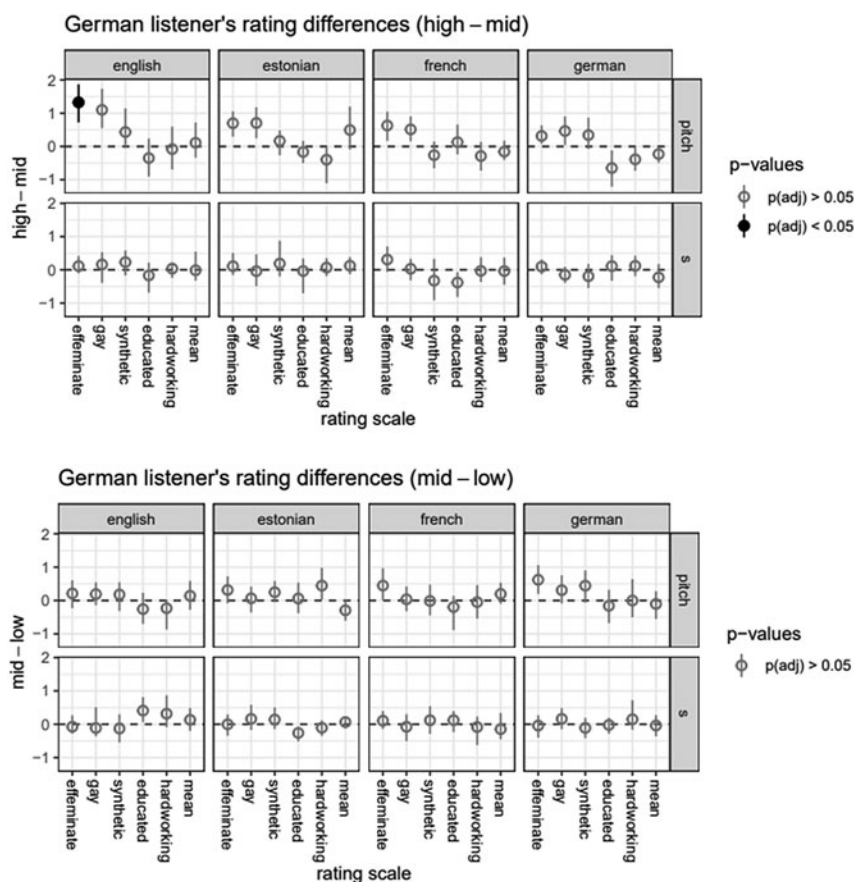 German listener's rating differences (high – mid)
english estonian french german
2
1
0
−1
pitch
2
1
0
−1
s
high – mid
effeminate gay synthetic educated hardworking mean effeminate gay synthetic educated hardworking mean effeminate gay synthetic educated hardworking mean effeminate gay synthetic educated hardworking mean
rating scale
p−values
p(adj) > 0.05
p(adj) < 0.05
German listener's rating differences (mid – low)
english estonian french german
2
1
0
−1
pitch
2
1
0
−1
s
mid – low
effeminate gay synthetic educated hardworking mean effeminate gay synthetic educated hardworking mean effeminate gay synthetic educated hardworking mean effeminate gay synthetic educated hardworking mean
rating scale
p−values
p(adj) > 0.05